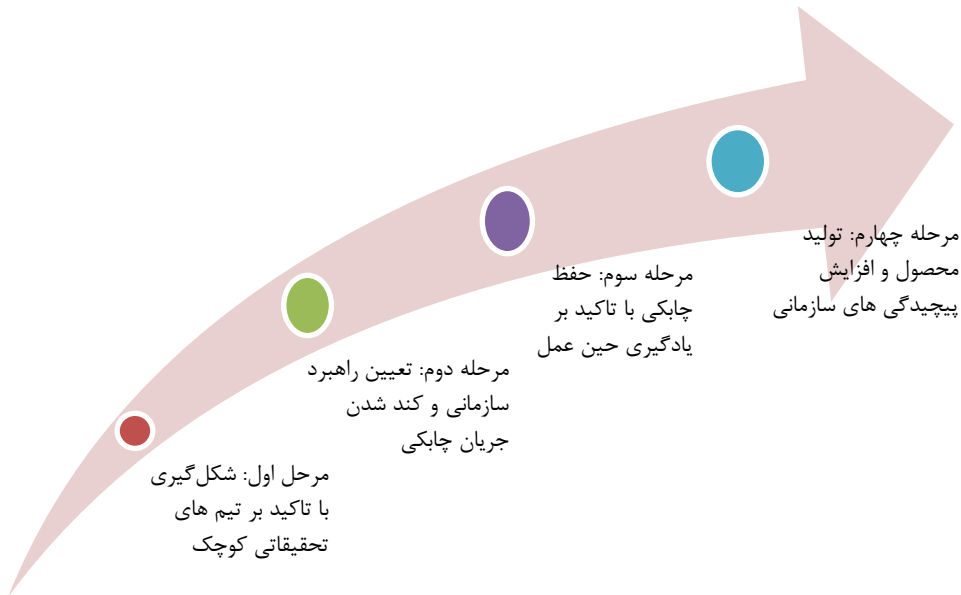 مرحل اول: شکل‌گیری
با تاکید بر تیم های
تحقیقاتی کوچک
مرحله دوم: تعیین راهبرد
سازمانی و کند شدن
جریان چابکی
مرحله سوم: حفظ
چابکی با تاکید بر
یادگیری حین عمل
مرحله چهارم: تولید
محصول و افزایش
پیچیدگی های سازمانی